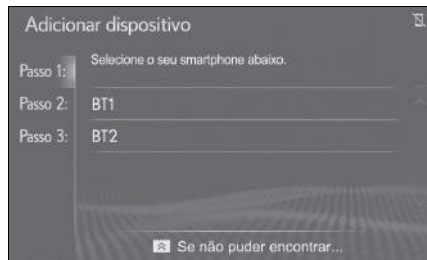 Adicionar dispositivo
Passo 1:
Selecione o seu smartphone abaixo.
Passo 2:
BT1
Passo 3:
BT2
Se não puder encontrar...